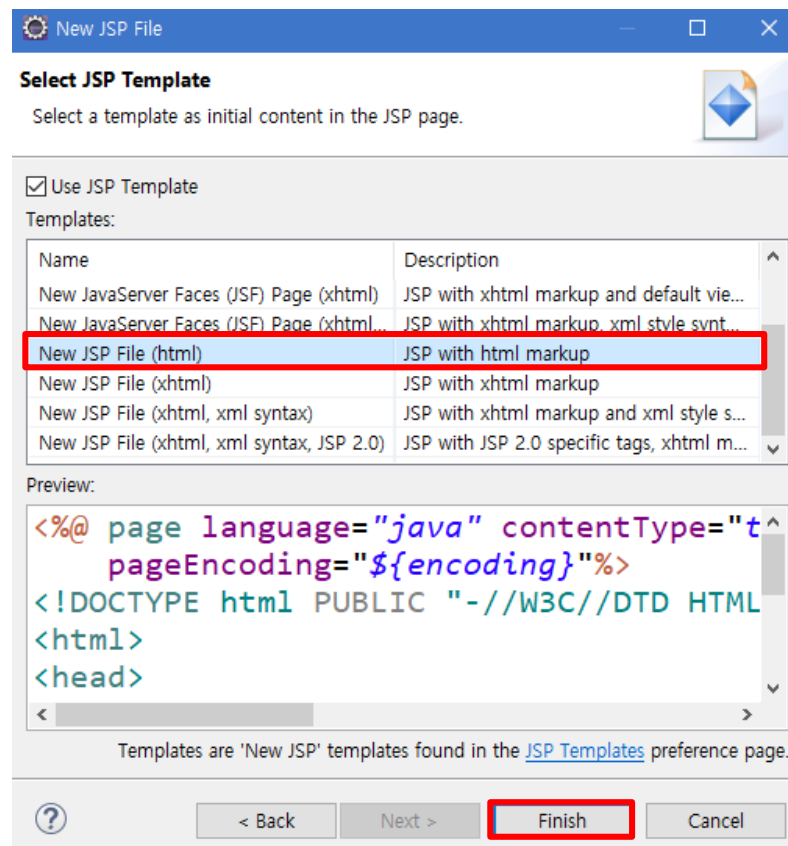 New JSP File
Select JSP Template
Select a template as initial content in the JSP page.
Use JSP Template
Templates:
Name Description
New JavaServer Faces (JSF) Page (xhtml) JSP with xhtml markup and default vie...
New JavaServer Faces (JSF) Page (xhtml... JSP with xhtml markup, xml style synt...
New JSP File (html) JSP with html markup
New JSP File (xhtml) JSP with xhtml markup
New JSP File (xhtml, xml syntax) JSP with xhtml markup and xml style s...
New JSP File (xhtml, xml syntax, JSP 2.0) JSP with JSP 2.0 specific tags, xhtml m...
Preview:
<%@ page language="java" contentType="t
pageEncoding="${encoding}"%>
<!DOCTYPE html PUBLIC "-//W3C//DTD HTML
<html>
<head>
Templates are 'New JSP' templates found in the JSP Templates preference page.
? < Back Next > Finish Cancel